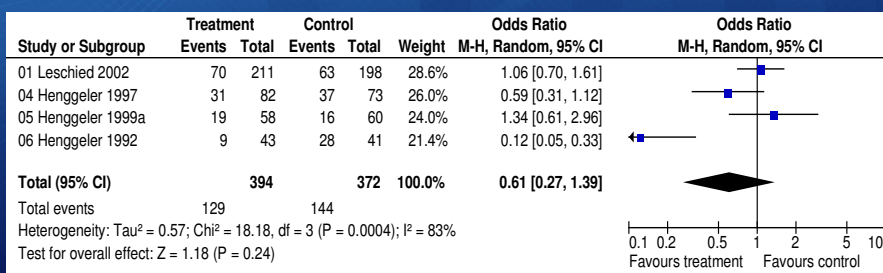 Treatment Control Odds Ratio Odds Ratio
Study or Subgroup Events Total Events Total Weight M-H, Random, 95% CI M-H, Random, 95% CI
01 Leschied 2002 70 211 63 198 28.6% 1.06 [0.70, 1.61]
04 Henggeler 1997 31 82 37 73 26.0% 0.59 [0.31, 1.12]
05 Henggeler 1999a 19 58 16 60 24.0% 1.34 [0.61, 2.96]
06 Henggeler 1992 9 43 28 41 21.4% 0.12 [0.05, 0.33]
Total (95% CI) 394 372 100.0% 0.61 [0.27, 1.39]
Total events 129 144
Heterogeneity: Tau² = 0.57; Chi² = 18.18, df = 3 (P = 0.0004); I² = 83%
Test for overall effect: Z = 1.18 (P = 0.24)
0.1 0.2 0.5 1 2 5 10
Favours treatment Favours control